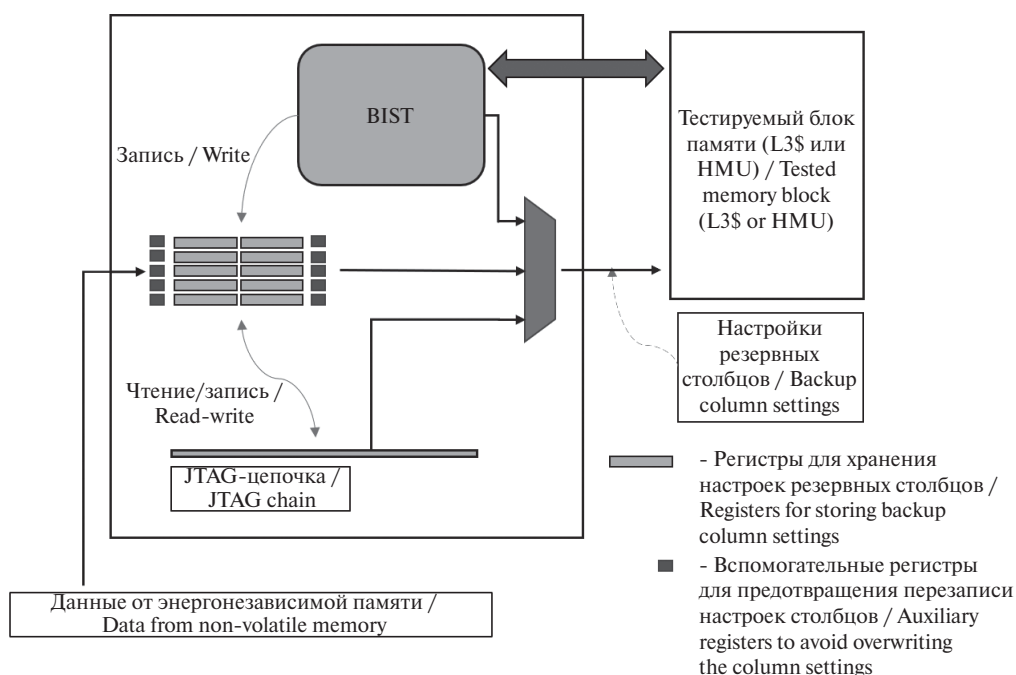 BIST
Запись / Write
Тестируемый блок
памяти (L3$ или
HMU) / Tested
memory block
(L3$ or HMU)
Настройки
резервных
столбцов / Backup
column settings
Чтение/запись /
Read-write
JTAG-цепочка /
JTAG chain
- Регистры для хранения
настроек резервных столбцов /
Registers for storing backup
column settings
- Вспомогательные регистры
для предотвращения перезаписи
настроек столбцов / Auxiliary
registers to avoid overwriting
the column settings
Данные от энергонезависимой памяти /
Data from non-volatile memory